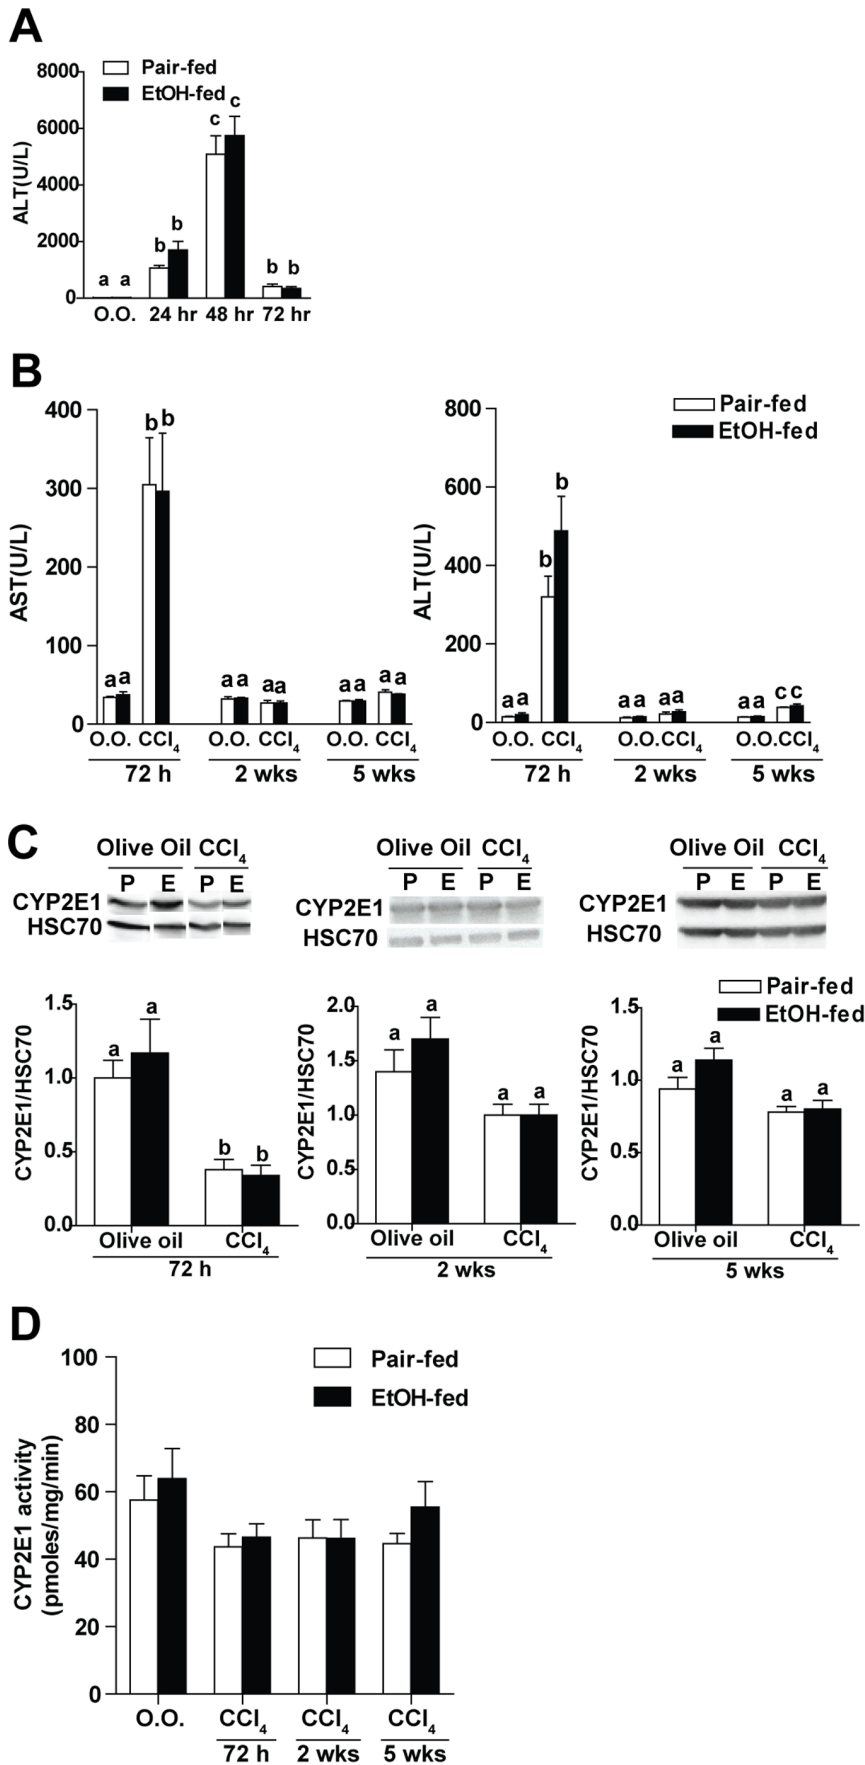 A
Pair-fed
EtOH-fed
8000
6000
4000
2000
0
ALT(U/L)
a a
b b
c c
b b
O.O. 24 hr 48 hr 72 hr
B
400
300
200
100
0
AST(U/L)
b b
a a
a a a a
a a a a
O.O. CCl4 O.O. CCl4 O.O. CCl4
72 h 2 wks 5 wks
Pair-fed
EtOH-fed
800
600
400
200
0
ALT(U/L)
b
b
a a a a a a a a c c
O.O. CCl4 O.O. CCl4 O.O. CCl4
72 h 2 wks 5 wks
C
Olive Oil CCl4
P E P E
CYP2E1
HSC70
Olive Oil CCl4
P E P E
CYP2E1
HSC70
Olive Oil CCl4
P E P E
CYP2E1
HSC70
1.5
1.0
0.5
0.0
CYP2E1/HSC70
a a b b
Olive oil CCl4
72 h
2.0
1.5
1.0
0.5
0.0
CYP2E1/HSC70
a a a a
Olive oil CCl4
2 wks
Pair-fed
EtOH-fed
1.5
1.0
0.5
0.0
CYP2E1/HSC70
a a a a
Olive oil CCl4
5 wks
D
Pair-fed
EtOH-fed
100
80
60
40
20
0
CYP2E1 activity
(pmoles/mg/min)
O.O. CCl4 CCl4 CCl4
72 h 2 wks 5 wks